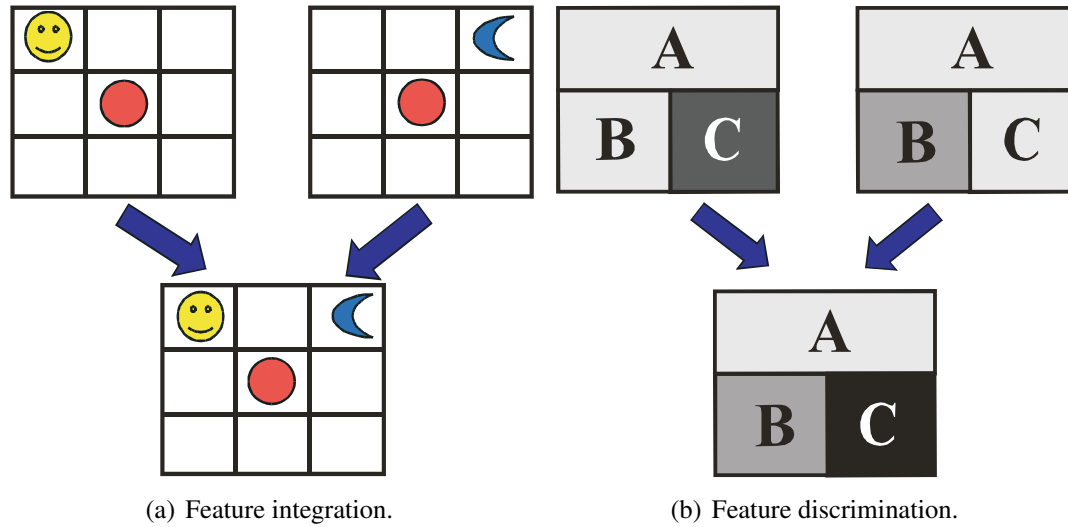 A
B C
A
B C
A
B C
(a) Feature integration.
(b) Feature discrimination.